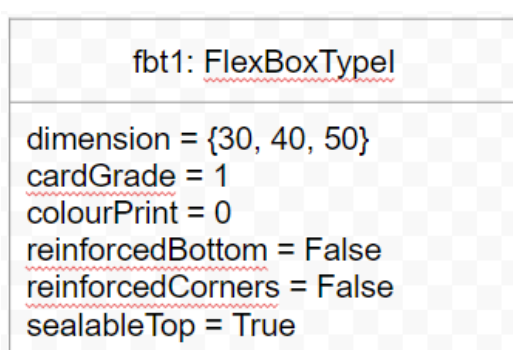 fbt1: FlexBoxTypeI
dimension = {30, 40, 50}
cardGrade = 1
colourPrint = 0
reinforcedBottom = False
reinforcedCorners = False
sealableTop = True